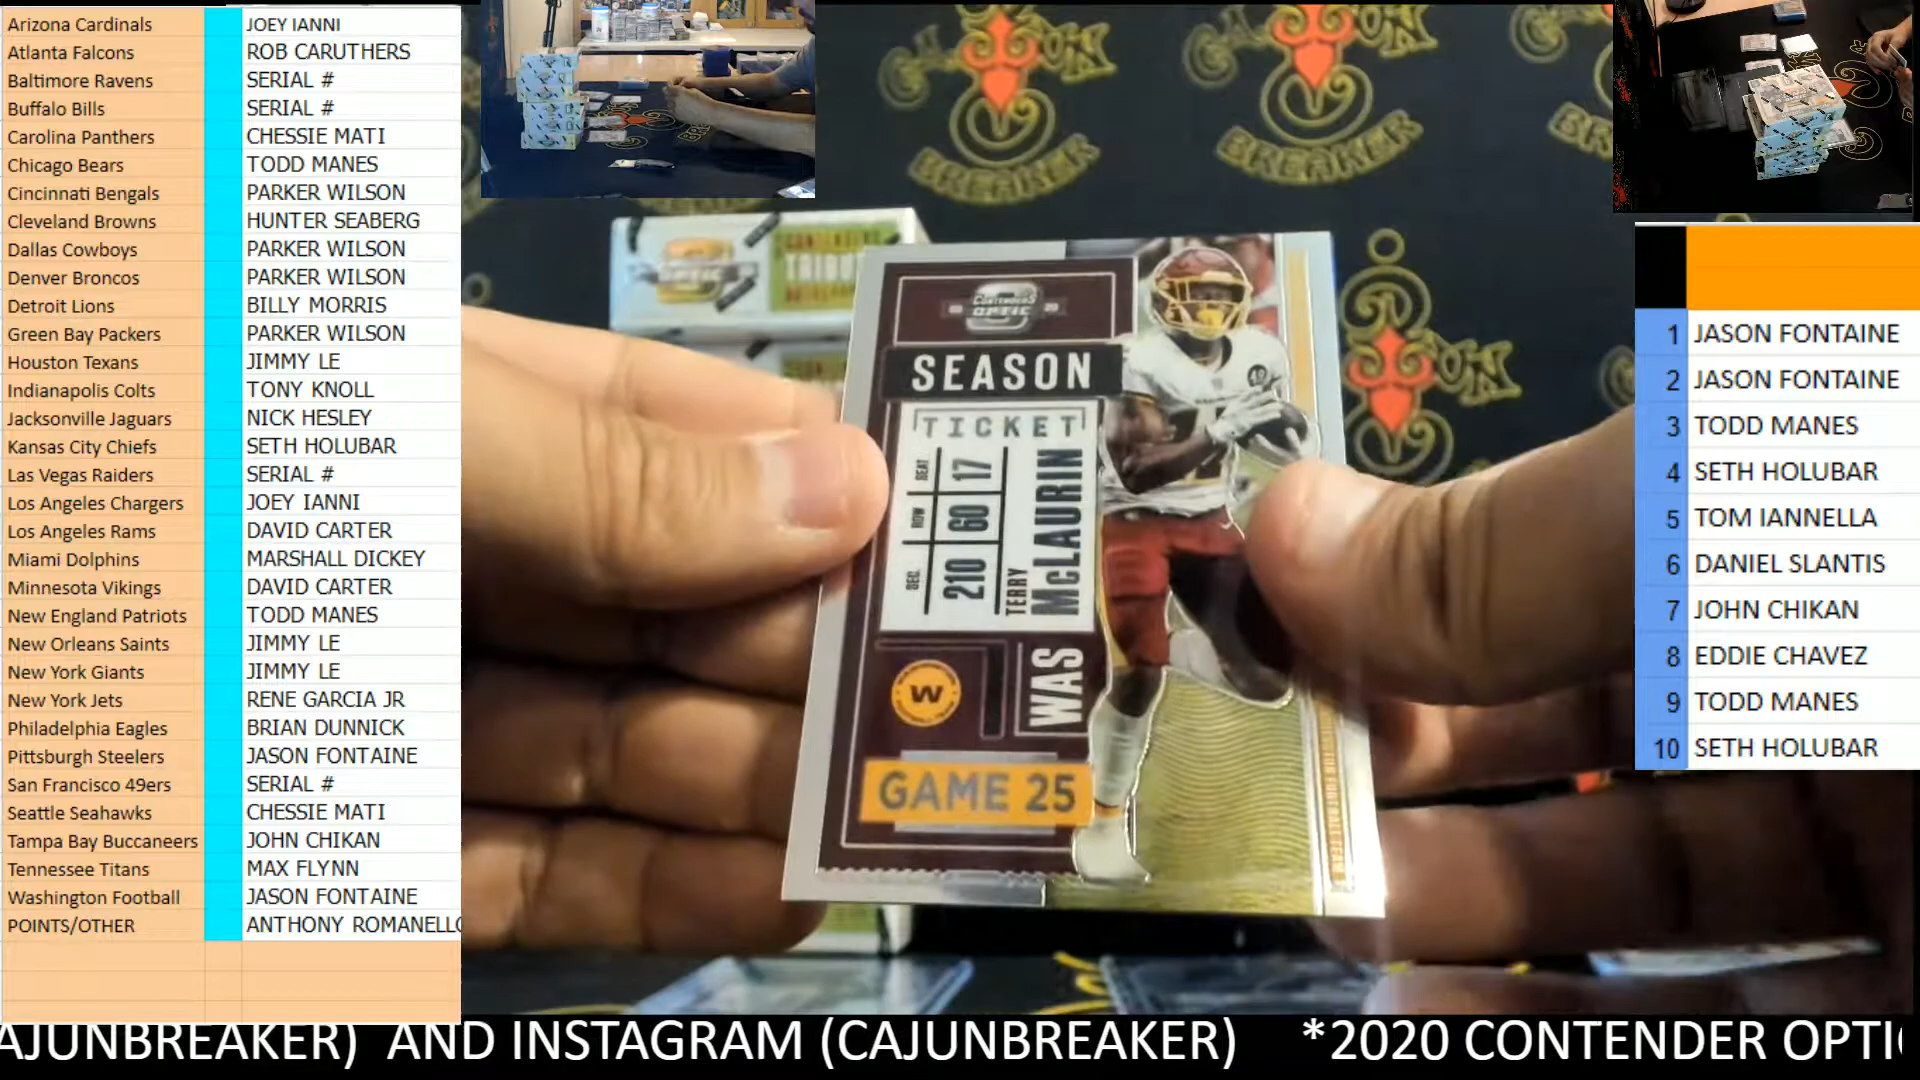 Arizona Cardinals JOEY IANNI
Atlanta Falcons ROB CARUTHERS
Baltimore Ravens SERIAL #
Buffalo Bills SERIAL #
Carolina Panthers CHESSIE MATI
Chicago Bears TODD MANES
Cincinnati Bengals PARKER WILSON
Cleveland Browns HUNTER SEABERG
Dallas Cowboys PARKER WILSON
Denver Broncos PARKER WILSON
Detroit Lions BILLY MORRIS
Green Bay Packers PARKER WILSON
Houston Texans JIMMY LE
Indianapolis Colts TONY KNOLL
Jacksonville Jaguars NICK HESLEY
Kansas City Chiefs SETH HOLUBAR
Las Vegas Raiders SERIAL #
Los Angeles Chargers JOEY IANNI
Los Angeles Rams DAVID CARTER
Miami Dolphins MARSHALL DICKEY
Minnesota Vikings DAVID CARTER
New England Patriots TODD MANES
New Orleans Saints JIMMY LE
New York Giants JIMMY LE
New York Jets RENE GARCIA JR
Philadelphia Eagles BRIAN DUNNICK
Pittsburgh Steelers JASON FONTAINE
San Francisco 49ers SERIAL #
Seattle Seahawks CHESSIE MATI
Tampa Bay Buccaneers JOHN CHIKAN
Tennessee Titans MAX FLYNN
Washington Football JASON FONTAINE
POINTS/OTHER ANTHONY ROMANELLO
BREAKER
BREAKER
CONTENDERS
OPTIC
SEASON
TICKET
SEC. ROW SEAT
210 60 17
TERRY
McLAURIN
WAS
W
GAME 25
1 JASON FONTAINE
2 JASON FONTAINE
3 TODD MANES
4 SETH HOLUBAR
5 TOM IANNELLA
6 DANIEL SLANTIS
7 JOHN CHIKAN
8 EDDIE CHAVEZ
9 TODD MANES
10 SETH HOLUBAR
AJUNBREAKER) AND INSTAGRAM (CAJUNBREAKER) *2020 CONTENDER OPTI